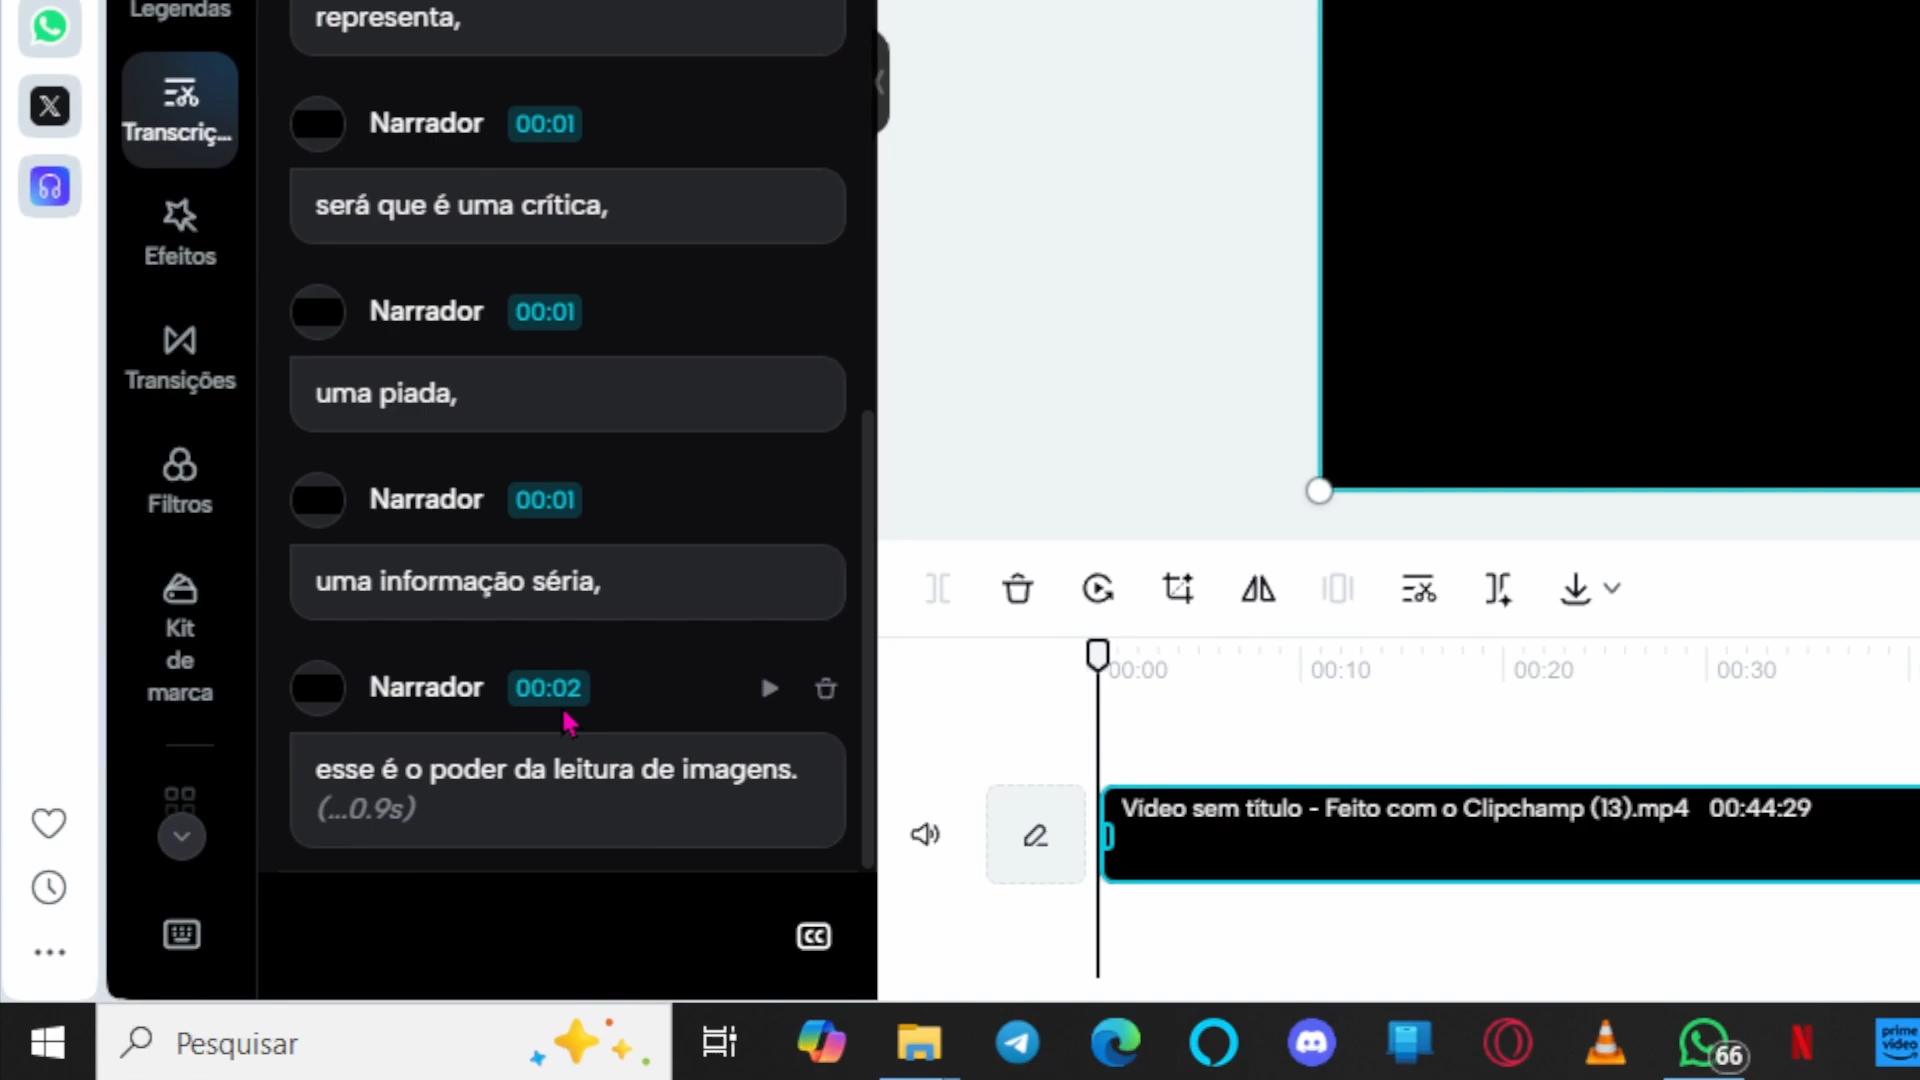 Legendas
Transcriç...
Efeitos
Transições
Filtros
Kit
de
marca
representa,
Narrador 00:01
será que é uma crítica,
Narrador 00:01
uma piada,
Narrador 00:01
uma informação séria,
Narrador 00:02
esse é o poder da leitura de imagens.
(...0.9s)
CC
00:00 00:10 00:20 00:30
Vídeo sem título - Feito com o Clipchamp (13).mp4 00:44:29
Pesquisar
66
prime
video